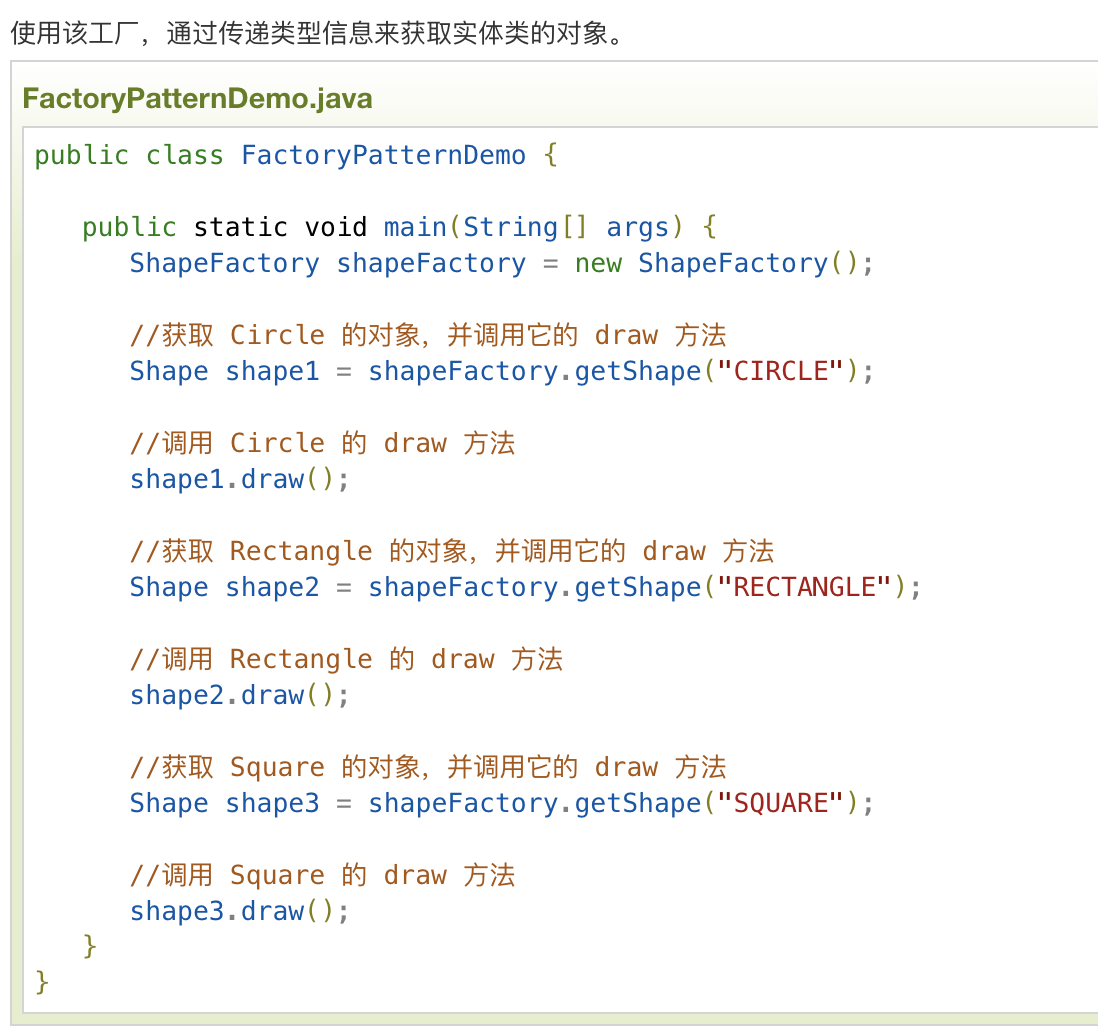 使用该工厂，通过传递类型信息来获取实体类的对象。
FactoryPatternDemo.java
public class FactoryPatternDemo {
public static void main(String[] args) {
ShapeFactory shapeFactory = new ShapeFactory();
//获取 Circle 的对象，并调用它的 draw 方法
Shape shape1 = shapeFactory.getShape("CIRCLE");
//调用 Circle 的 draw 方法
shape1.draw();
//获取 Rectangle 的对象，并调用它的 draw 方法
Shape shape2 = shapeFactory.getShape("RECTANGLE");
//调用 Rectangle 的 draw 方法
shape2.draw();
//获取 Square 的对象，并调用它的 draw 方法
Shape shape3 = shapeFactory.getShape("SQUARE");
//调用 Square 的 draw 方法
shape3.draw();
}
}